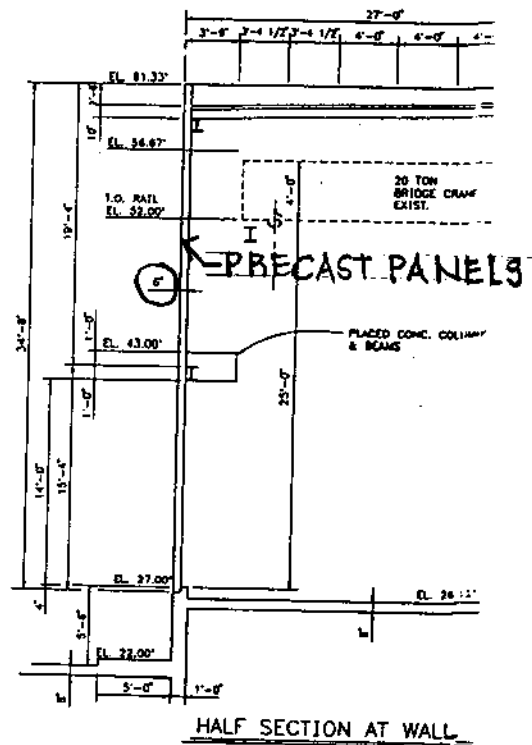 27'-0"
3'-4 1/2" 3'-4 1/2" 4'-0" 4'-0"
EL. 61.33'
10"
EL. 56.67'
T.O. RAIL
EL. 52.00'
4'-0"
20 TON
BRIDGE CRANE
EXIST.
19'-4"
PRECAST PANELS
6"
34'-8"
1'-0"
EL. 43.00'
PLACED CONC.
& BEAMS
25'-0"
1'-0"
14'-0"
15'-4"
EL. 27.00'
4"
5'-6"
EL. 22.00'
8"
8"
5'-0" 1'-0"
HALF SECTION AT WALL